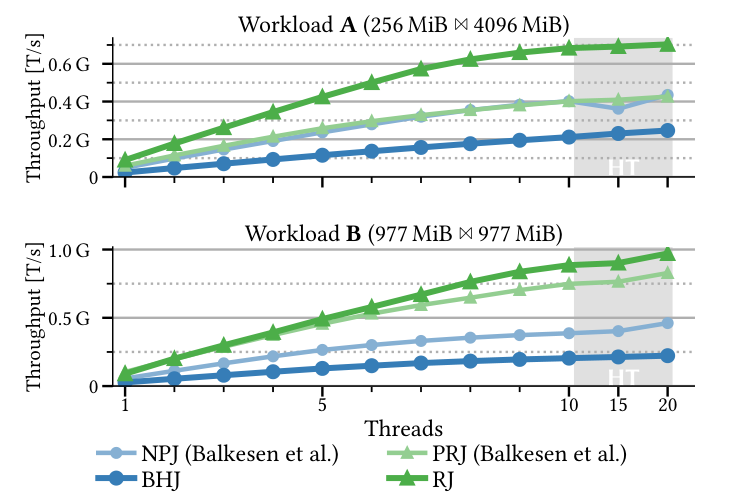 Workload A (256 MiB ⋈ 4096 MiB)
Throughput [T/s]
0.6 G
0.4 G
0.2 G
0
HT
Workload B (977 MiB ⋈ 977 MiB)
Throughput [T/s]
1.0 G
0.5 G
0
HT
1 5 10 15 20
Threads
NPJ (Balkesen et al.) PRJ (Balkesen et al.)
BHJ RJ